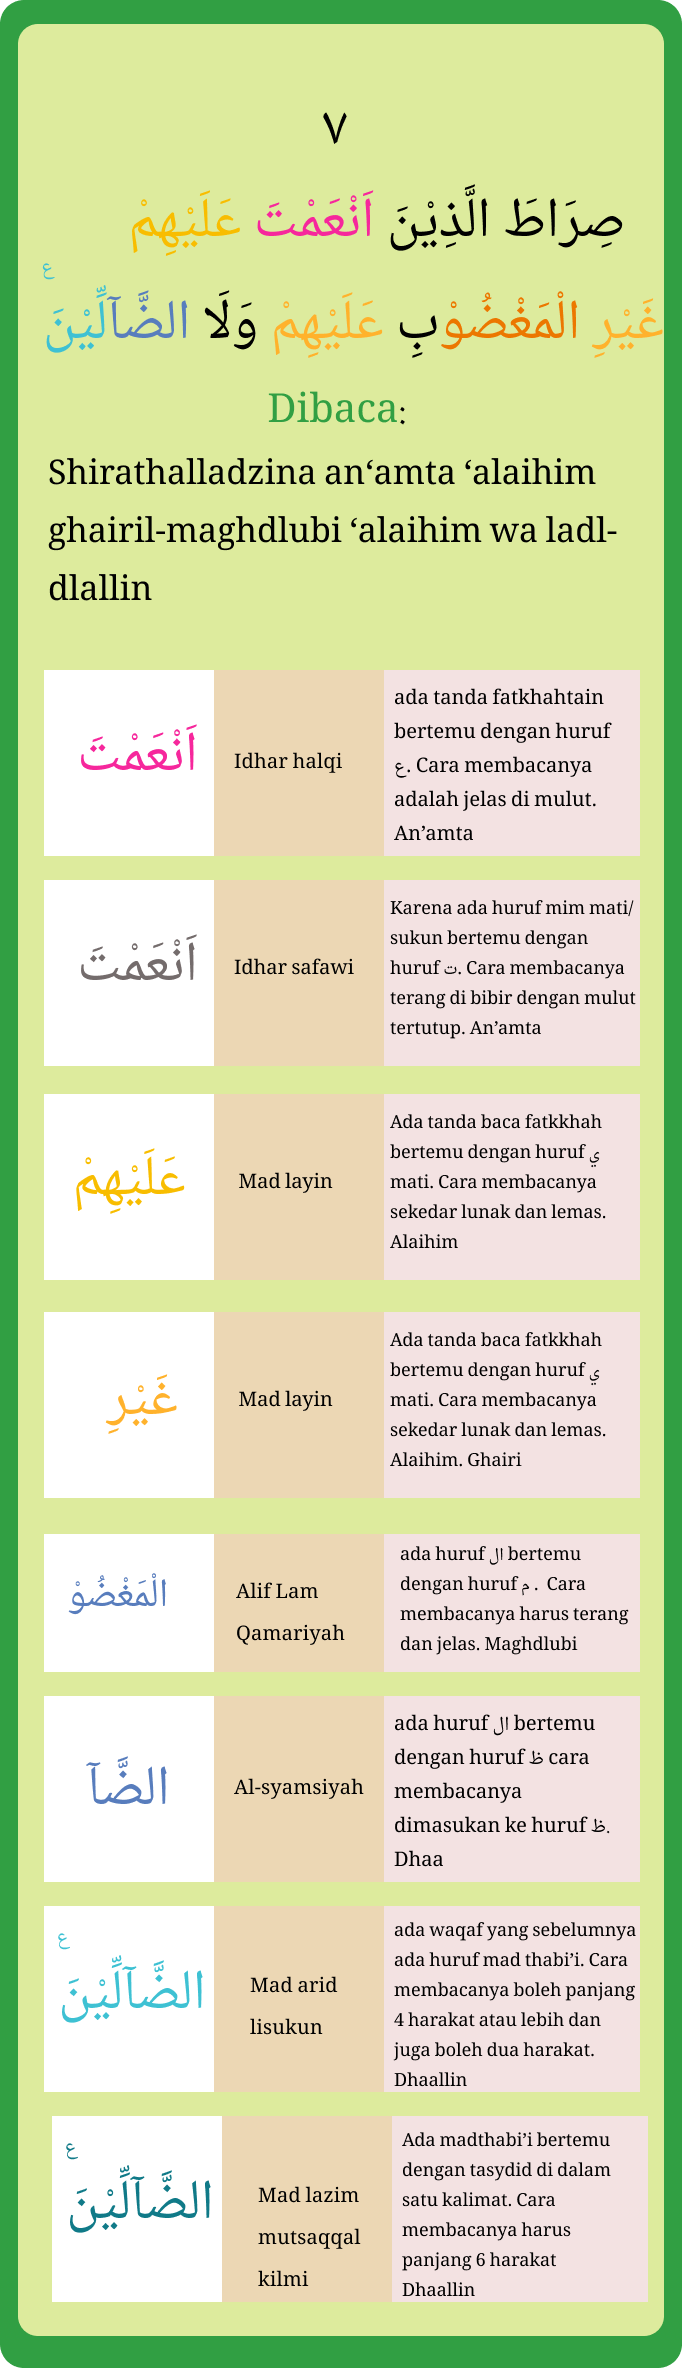 ٧
صِرَاطَ الَّذِيْنَ اَنْعَمْتَ عَلَيْهِمْ
غَيْرِ الْمَغْضُوْبِ عَلَيْهِمْ وَلَا الضَّآلِّيْنَ ع
Dibaca:
Shirathalladzina an‘amta ‘alaihim
ghairil-maghdlubi ‘alaihim wa ladl-
dlallin
اَنْعَمْتَ
Idhar halqi
ada tanda fatkhahtain
bertemu dengan huruf
ع. Cara membacanya
adalah jelas di mulut.
An’amta
اَنْعَمْتَ
Idhar safawi
Karena ada huruf mim mati/
sukun bertemu dengan
huruf ت. Cara membacanya
terang di bibir dengan mulut
tertutup. An’amta
عَلَيْهِمْ
Mad layin
Ada tanda baca fatkkhah
bertemu dengan huruf ي
mati. Cara membacanya
sekedar lunak dan lemas.
Alaihim
غَيْرِ
Mad layin
Ada tanda baca fatkkhah
bertemu dengan huruf ي
mati. Cara membacanya
sekedar lunak dan lemas.
Alaihim. Ghairi
الْمَغْضُوْ
Alif Lam
Qamariyah
ada huruf ال bertemu
dengan huruf م . Cara
membacanya harus terang
dan jelas. Maghdlubi
الضَّآ
Al-syamsiyah
ada huruf ال bertemu
dengan huruf ظ cara
membacanya
dimasukan ke huruf ظ.
Dhaa
الضَّآلِّيْنَ ع
Mad arid
lisukun
ada waqaf yang sebelumnya
ada huruf mad thabi’i. Cara
membacanya boleh panjang
4 harakat atau lebih dan
juga boleh dua harakat.
Dhaallin
الضَّآلِّيْنَ ع
Mad lazim
mutsaqqal
kilmi
Ada madthabi’i bertemu
dengan tasydid di dalam
satu kalimat. Cara
membacanya harus
panjang 6 harakat
Dhaallin